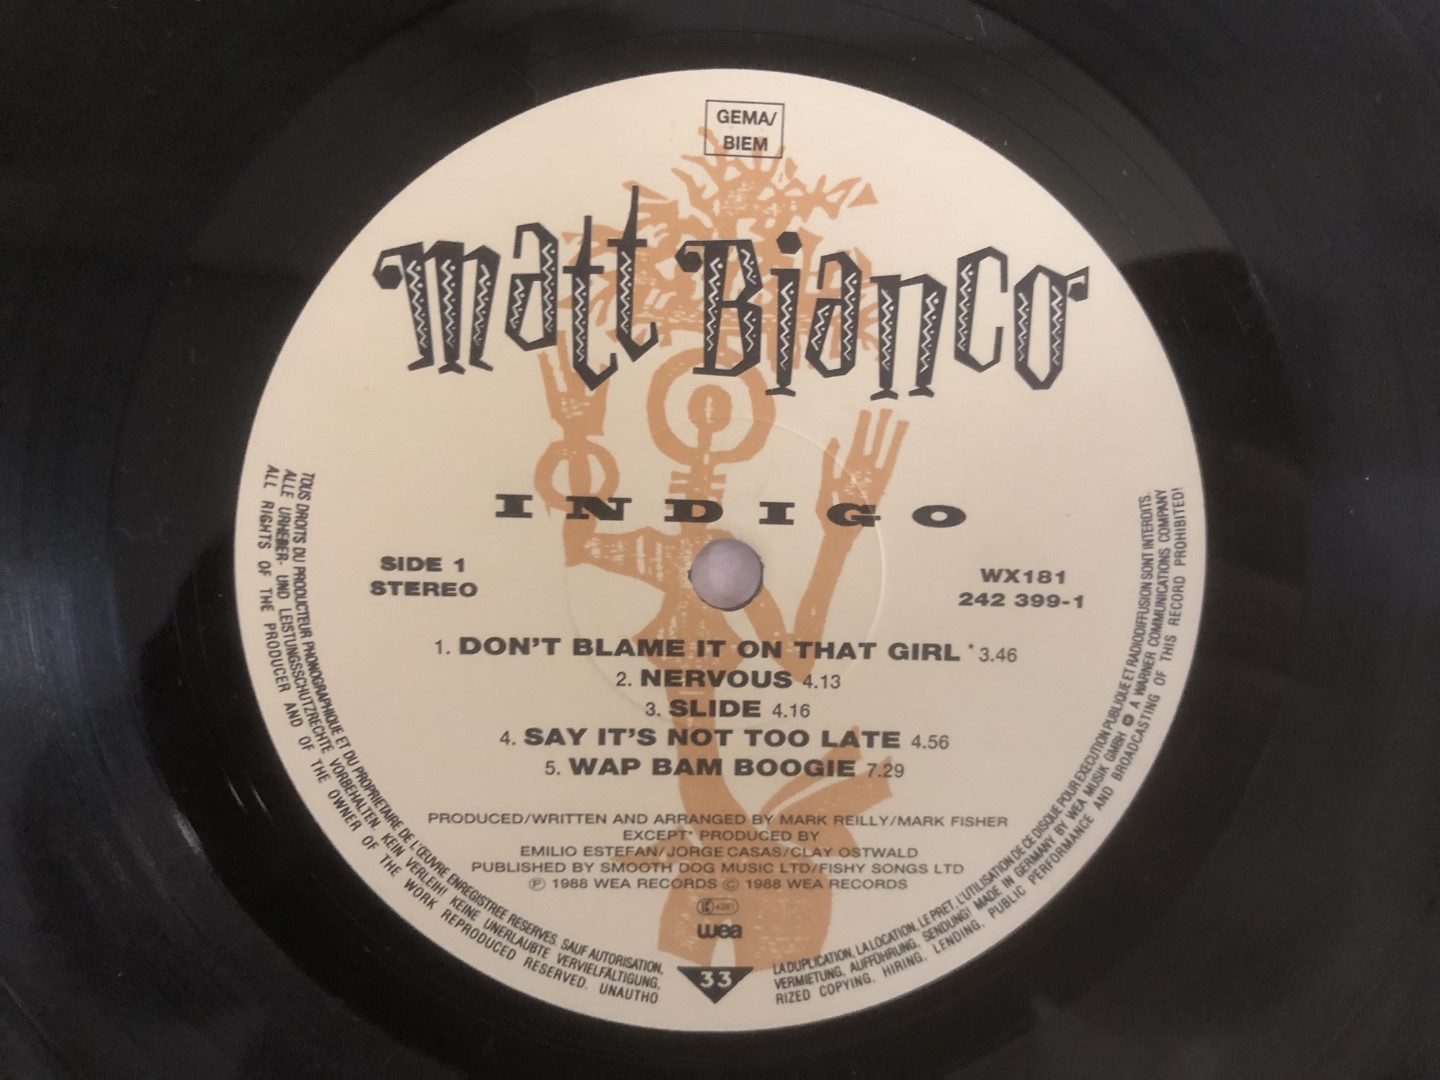 GEMA/
BIEM
matt Bianco
INDIGO
SIDE 1
STEREO
WX181
242 399-1
1. DON'T BLAME IT ON THAT GIRL * 3.46
2. NERVOUS 4.13
3. SLIDE 4.16
4. SAY IT'S NOT TOO LATE 4.56
5. WAP BAM BOOGIE 7.29
PRODUCED/WRITTEN AND ARRANGED BY MARK REILLY/MARK FISHER
EXCEPT* PRODUCED BY
EMILIO ESTEFAN/JORGE CASAS/CLAY OSTWALD
PUBLISHED BY SMOOTH DOG MUSIC LTD/FISHY SONGS LTD
℗ 1988 WEA RECORDS © 1988 WEA RECORDS
LC 4281
wea
33
TOUS DROITS DU PRODUCTEUR PHONOGRAPHIQUE ET DU PROPRIETAIRE DE L'ŒUVRE ENREGISTREE RESERVES. SAUF AUTORISATION,
ALLE URHEBER- UND LEISTUNGSSCHUTZRECHTE VORBEHALTEN. KEIN VERLEIH! KEINE UNERLAUBTE VERVIELFÄLTIGUNG,
ALL RIGHTS OF THE PRODUCER AND OF THE OWNER OF THE WORK REPRODUCED RESERVED. UNAUTHO
LA DUPLICATION, LA LOCATION, LE PRET, L'UTILISATION DE CE DISQUE POUR EXECUTION PUBLIQUE ET RADIODIFFUSION SONT INTERDITS.
VERMIETUNG, AUFFÜHRUNG, SENDUNG! MADE IN GERMANY BY WEA MUSIK GMBH A WARNER COMMUNICATIONS COMPANY
RIZED COPYING, HIRING, LENDING, PUBLIC PERFORMANCE AND BROADCASTING OF THIS RECORD PROHIBITED!